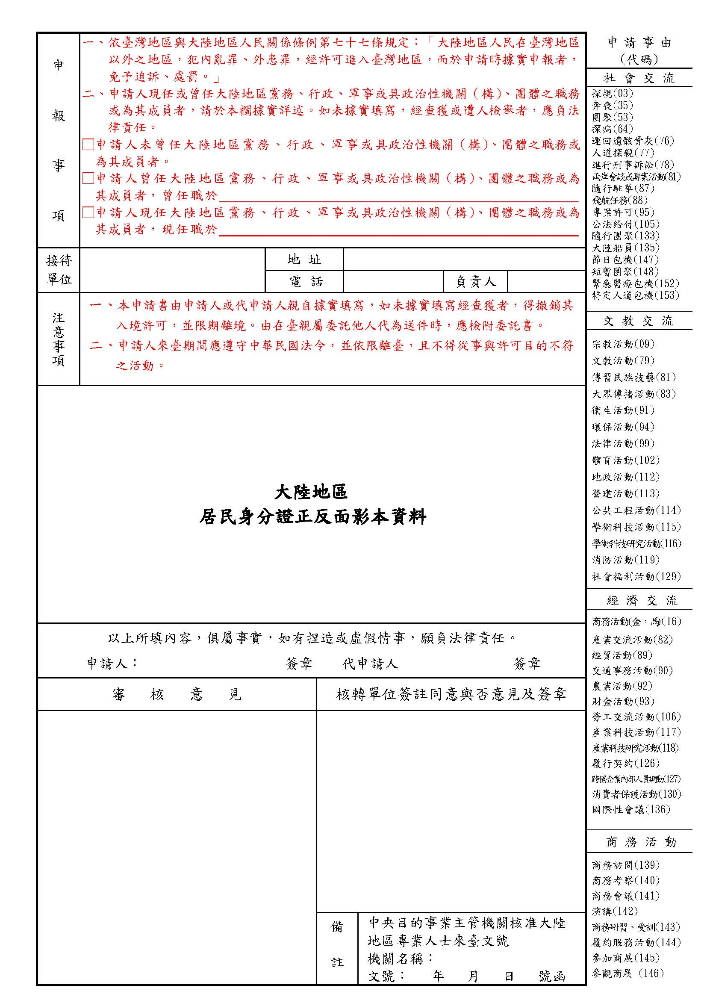 申報事項
一、依臺灣地區與大陸地區人民關係條例第七十七條規定：「大陸地區人民在臺灣地區
以外之地區，犯內亂罪、外患罪，經許可進入臺灣地區，而於申請時據實申報者，
免予追訴、處罰。」
二、申請人現任或曾任大陸地區黨務、行政、軍事或具政治性機關（構）、團體之職務
或為其成員者，請於本欄據實詳述。如未據實填寫，經查獲或遭人檢舉者，應負法
律責任。
□申請人未曾任大陸地區黨務、行政、軍事或具政治性機關（構）、團體之職務或
為其成員者。
□申請人曾任大陸地區黨務、行政、軍事或具政治性機關（構）、團體之職務或為
其成員者，曾任職於
□申請人現任大陸地區黨務、行政、軍事或具政治性機關（構）、團體之職務或為
其成員者，現任職於
接待
單位
地 址
電 話
負責人
注意事項
一、本申請書由申請人或代申請人親自據實填寫，如未據實填寫經查獲者，得撤銷其
入境許可，並限期離境。由在臺親屬委託他人代為送件時，應檢附委託書。
二、申請人來臺期間應遵守中華民國法令，並依限離臺，且不得從事與許可目的不符
之活動。
大陸地區
居民身分證正反面影本資料
以上所填內容，俱屬事實，如有捏造或虛假情事，願負法律責任。
申請人： 簽章 代申請人 簽章
審 核 意 見
核轉單位簽註同意與否意見及簽章
備註
中央目的事業主管機關核准大陸
地區專業人士來臺文號
機關名稱：
文號： 年 月 日 號函
申 請 事 由
(代碼)
社 會 交 流
探親(03)
奔喪(35)
團聚(53)
探病(64)
運回遺骸骨灰(76)
人道探親(77)
進行刑事訴訟(78)
兩岸會談或專案活動(81)
隨行駐華(87)
飛航任務(88)
專案許可(95)
公法給付(105)
隨行團聚(133)
大陸船員(135)
節日包機(147)
短暫團聚(148)
緊急醫療包機(152)
特定人道包機(153)
文 教 交 流
宗教活動(09)
文教活動(79)
傳習民族技藝(81)
大眾傳播活動(83)
衛生活動(91)
環保活動(94)
法律活動(99)
體育活動(102)
地政活動(112)
營建活動(113)
公共工程活動(114)
學術科技活動(115)
學術科技研究活動(116)
消防活動(119)
社會福利活動(129)
經 濟 交 流
商務活動(金，馬)(16)
產業交流活動(82)
經貿活動(89)
交通事務活動(90)
農業活動(92)
財金活動(93)
勞工交流活動(106)
產業科技活動(117)
產業科技研究活動(118)
履行契約(126)
跨國企業內部人員調動(127)
消費者保護活動(130)
國際性會議(136)
商 務 活 動
商務訪問(139)
商務考察(140)
商務會議(141)
演講(142)
商務研習、受訓(143)
履約服務活動(144)
參加商展(145)
參觀商展 (146)